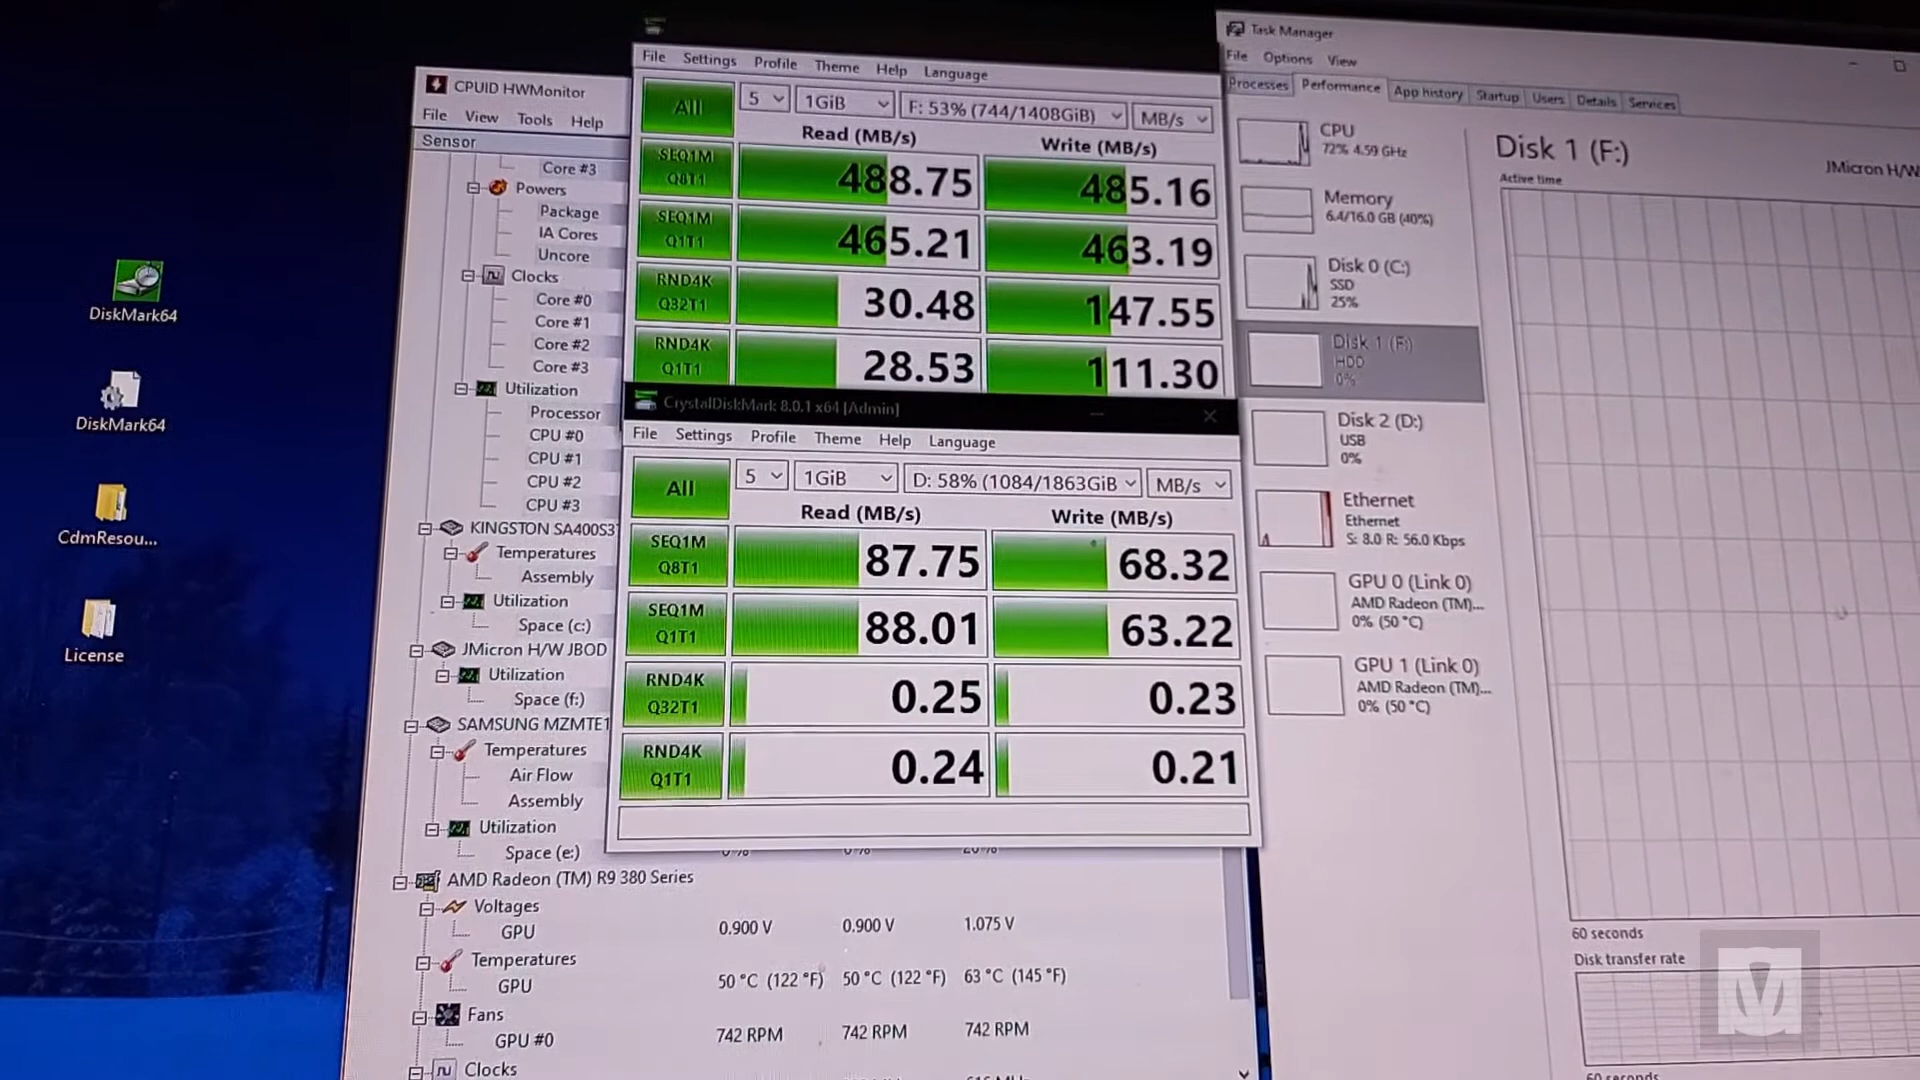 DiskMark64
DiskMark64
CdmResou...
License
CPUID HWMonitor
File View Tools Help
Sensor
Core #3
Powers
Package
IA Cores
Uncore
Clocks
Core #0
Core #1
Core #2
Core #3
Utilization
Processor
CPU #0
CPU #1
CPU #2
CPU #3
KINGSTON SA400S3
Temperatures
Assembly
Utilization
Space (c:)
JMicron H/W JBOD
Utilization
Space (f:)
SAMSUNG MZMTE1
Temperatures
Air Flow
Assembly
Utilization
Space (e:)
AMD Radeon (TM) R9 380 Series
Voltages
GPU 0.900 V 0.900 V 1.075 V
Temperatures
GPU 50 °C (122 °F) 50 °C (122 °F) 63 °C (145 °F)
Fans
GPU #0 742 RPM 742 RPM 742 RPM
Clocks
File Settings Profile Theme Help Language
All 5 1GiB F: 53% (744/1408GiB) MB/s
Read (MB/s) Write (MB/s)
SEQ1M Q8T1 488.75 485.16
SEQ1M Q1T1 465.21 463.19
RND4K Q32T1 30.48 147.55
RND4K Q1T1 28.53 111.30
CrystalDiskMark 8.0.1 x64 [Admin]
File Settings Profile Theme Help Language
All 5 1GiB D: 58% (1084/1863GiB MB/s
Read (MB/s) Write (MB/s)
SEQ1M Q8T1 87.75 68.32
SEQ1M Q1T1 88.01 63.22
RND4K Q32T1 0.25 0.23
RND4K Q1T1 0.24 0.21
Task Manager
File Options View
Processes Performance App history Startup Users Details Services
CPU
72% 4.59 GHz
Memory
6.4/16.0 GB (40%)
Disk 0 (C:)
SSD
25%
Disk 1 (F:)
HDD
0%
Disk 2 (D:)
USB
0%
Ethernet
Ethernet
S: 8.0 R: 56.0 Kbps
GPU 0 (Link 0)
AMD Radeon (TM)...
0% (50 °C)
GPU 1 (Link 0)
AMD Radeon (TM)...
0% (50 °C)
Disk 1 (F:)
JMicron H/W
Active time
60 seconds
Disk transfer rate
60 seconds